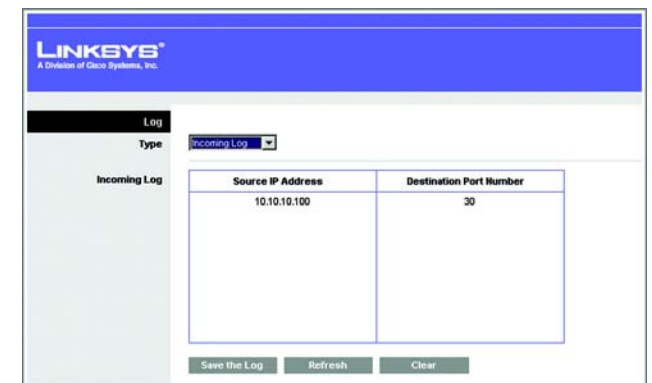 LINKSYS®
A Division of Cisco Systems, Inc.
Log
Type
Incoming Log
Incoming Log
Source IP Address Destination Port Number
10.10.10.100 30
Save the Log Refresh Clear